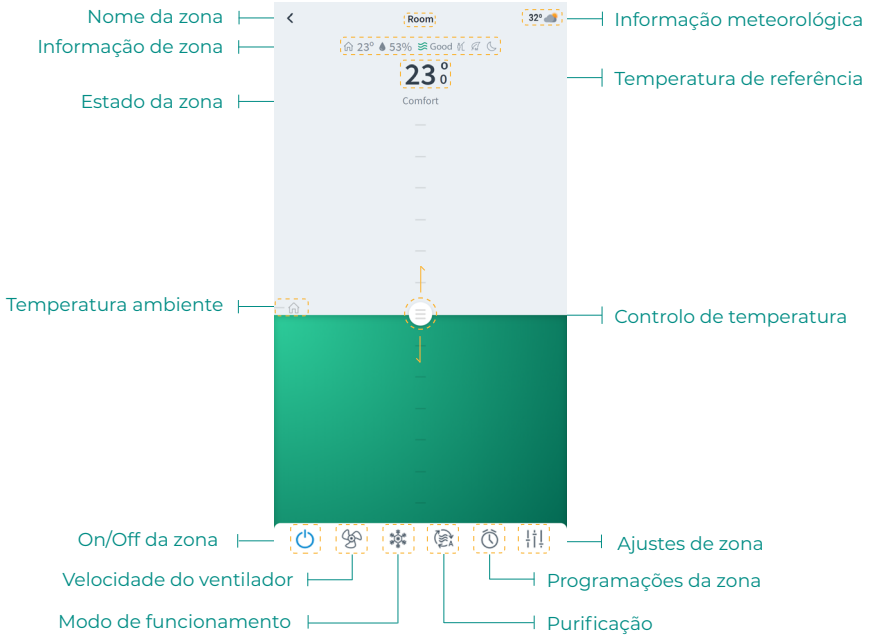 Nome da zona
Room
32°
Informação meteorológica
Informação de zona
23° 53% Good
23 0
Temperatura de referência
Estado da zona
Comfort
Temperatura ambiente
Controlo de temperatura
On/Off da zona
A
Ajustes de zona
Velocidade do ventilador
Programações da zona
Modo de funcionamento
Purificação